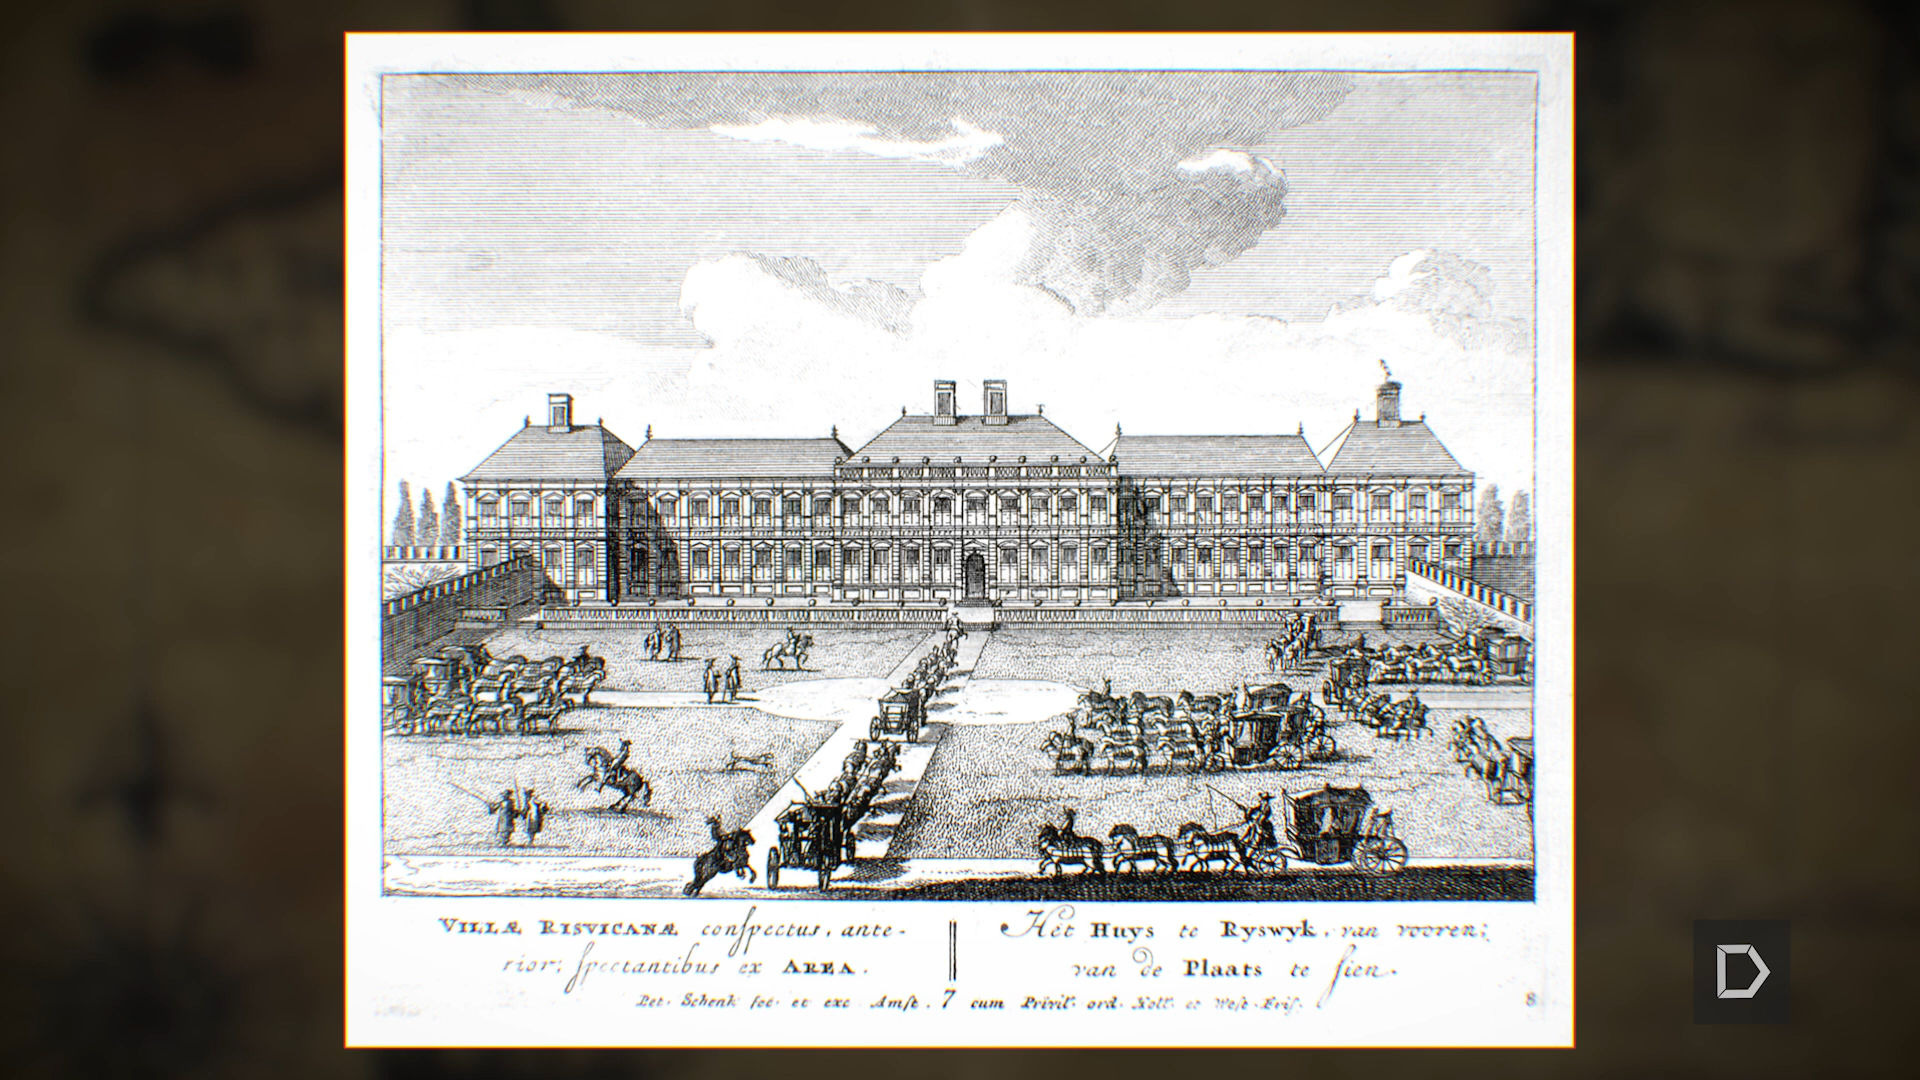 VILLÆ RISVICANÆ conſpectus, ante-
rior; ſpectantibus ex AREA.
Het Huys te Ryswyk, van vooren;
van de Plaats te ſien.
Pet. Schenk fec. et exc. Amſt. 7 cum Privil. ord. Holl. et Weſt-Friſ.
8